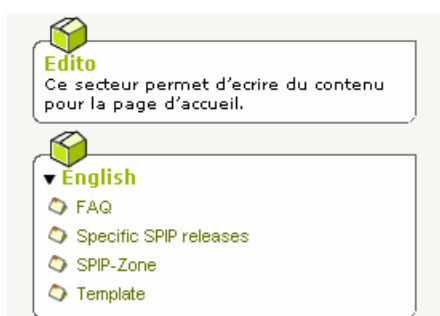 Edito
Ce secteur permet d'ecrire du contenu
pour la page d'accueil.
English
FAQ
Specific SPIP releases
SPIP-Zone
Template